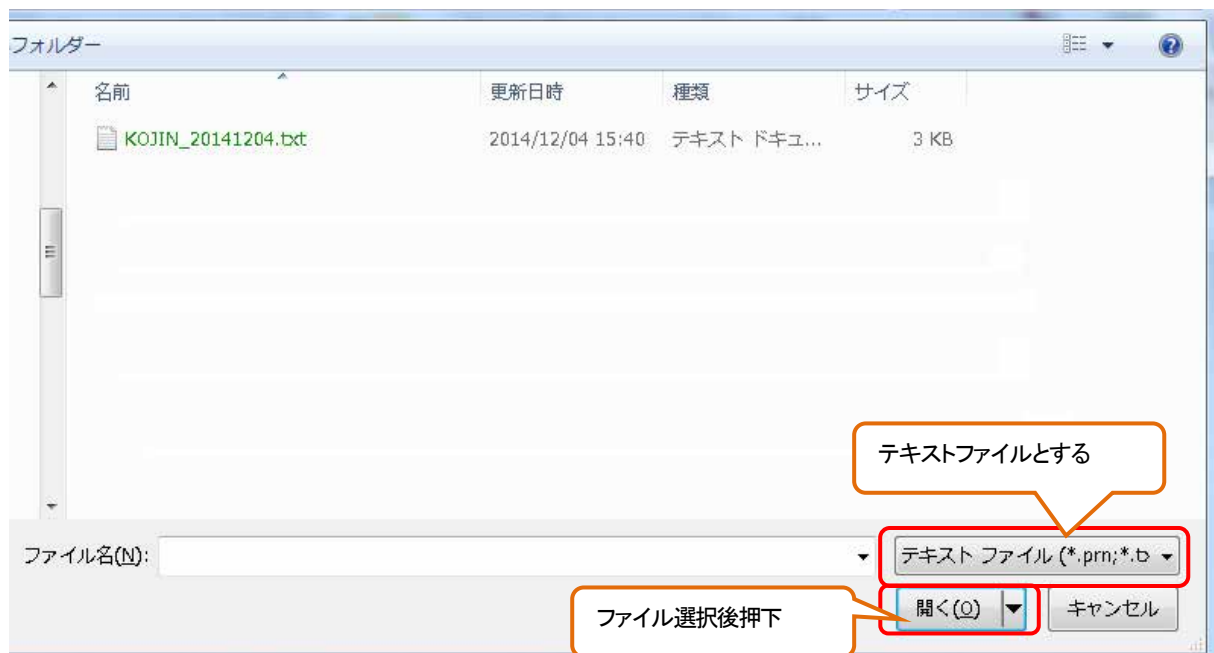 フォルダー
名前 更新日時 種類 サイズ
KOJIN_20141204.txt 2014/12/04 15:40 テキスト ドキュ... 3 KB
テキストファイルとする
ファイル名(N): テキスト ファイル (*.prn;*.t
ファイル選択後押下 開く(O) キャンセル